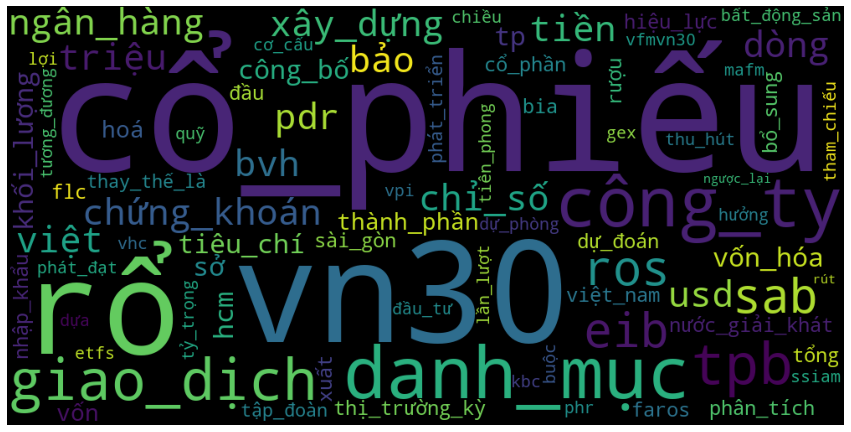 ngân_hàng
xây_dựng
chiều
hiệu_lực
bất_động_sản
lợi
triệu
cơ_cấu
bảo
tp
tiền
vfmvn30
dòng
công_bố
cổ_phần
rượu
mafm
tương_đương
cổ_phiếu
đầu
pdr
phát_triển
bia
bổ_sung
khối_lượng
hoá
quỹ
tiên_phong
gex
thu_hút
tham_chiếu
flc
thay_thế_là
bvh
vpi
chỉ_số
công_ty
ngược_lại
chứng_khoán
thành_phần
dự_phòng
hưởng
việt
vhc
tiêu_chí
sài_gòn
dự_đoán
vốn_hóa
nhập_khẩu
phát_đạt
rổ
sở
vn30
lần_lượt
ros
việt_nam
usd
sab
rút
dựa
tỷ_trọng
hcm
đầu_tư
eib
nước_giải_khát
etfs
giao_dịch
xuất
danh_mục
kbc
buộc
tpb
tổng
ssiam
vốn
tập_đoàn
thị_trường_kỳ
phr
faros
phân_tích